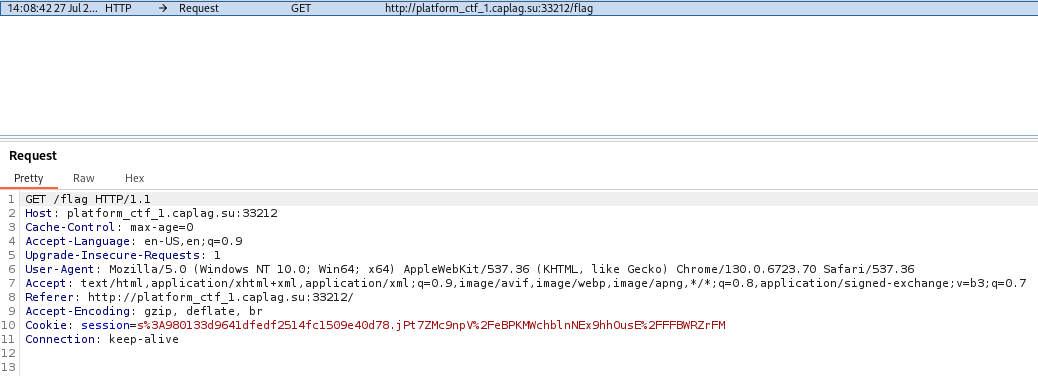 14:08:42 27 Jul 2... HTTP → Request GET http://platform_ctf_1.caplag.su:33212/flag
Request
Pretty Raw Hex
1 GET /flag HTTP/1.1
2 Host: platform_ctf_1.caplag.su:33212
3 Cache-Control: max-age=0
4 Accept-Language: en-US,en;q=0.9
5 Upgrade-Insecure-Requests: 1
6 User-Agent: Mozilla/5.0 (Windows NT 10.0; Win64; x64) AppleWebKit/537.36 (KHTML, like Gecko) Chrome/130.0.6723.70 Safari/537.36
7 Accept: text/html,application/xhtml+xml,application/xml;q=0.9,image/avif,image/webp,image/apng,*/*;q=0.8,application/signed-exchange;v=b3;q=0.7
8 Referer: http://platform_ctf_1.caplag.su:33212/
9 Accept-Encoding: gzip, deflate, br
10 Cookie: session=s%3A980133d9641dfedf2514fc1509e40d78.jPt7ZMc9npV%2FeBPKMWchblnNEx9hhOusE%2FFFBWRZrFM
11 Connection: keep-alive
12
13